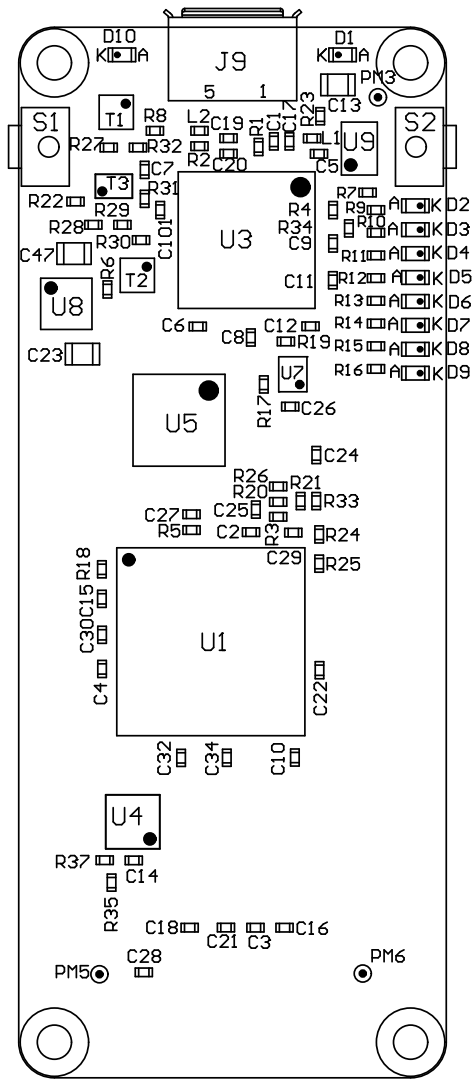 D10 D1
K A K A
J9
PM3
5 1
C13
S1 T1 R8 L2 C19 R1 C1 C17 R23 L1 U9 S2
R27 R32 R2 C20 C5
C7
T3 R31 R7
R22 R4 R9 A K D2
R29 C101 R34 R10
R28 U3 A K D3
R30 C9
C47 R11 A K D4
R6 T2 C11 R12 A K D5
U8 R13 A K D6
C6 C12 R14 A K D7
C8 R19
C23 R15 A K D8
U7 R16 A K D9
R17 C26
U5
C24
R26 R21
R20 R33
C27 C25
R5 C2 R3 R24
C29 R25
R18
C15
C30 U1
C4 C22
C32 C34 C10
U4
R37 C14
R35
C18 C21 C3 C16
C28 PM6
PM5